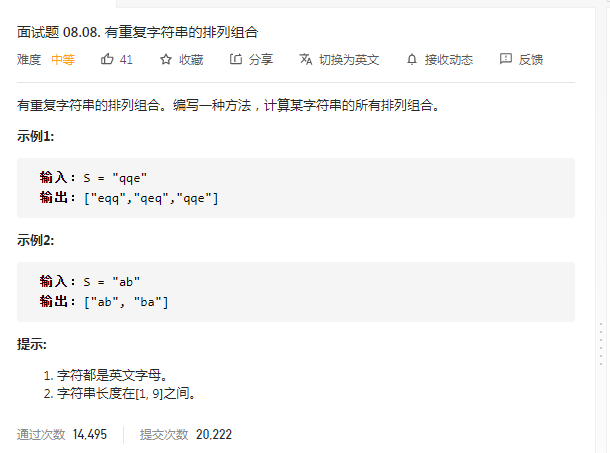 面试题 08.08. 有重复字符串的排列组合
难度 中等 41 收藏 分享 切换为英文 接收动态 反馈
有重复字符串的排列组合。编写一种方法，计算某字符串的所有排列组合。
示例1:
输入：S = "qqe"
输出：["eqq","qeq","qqe"]
示例2:
输入：S = "ab"
输出：["ab", "ba"]
提示:
1. 字符都是英文字母。
2. 字符串长度在[1, 9]之间。
通过次数 14,495 提交次数 20,222